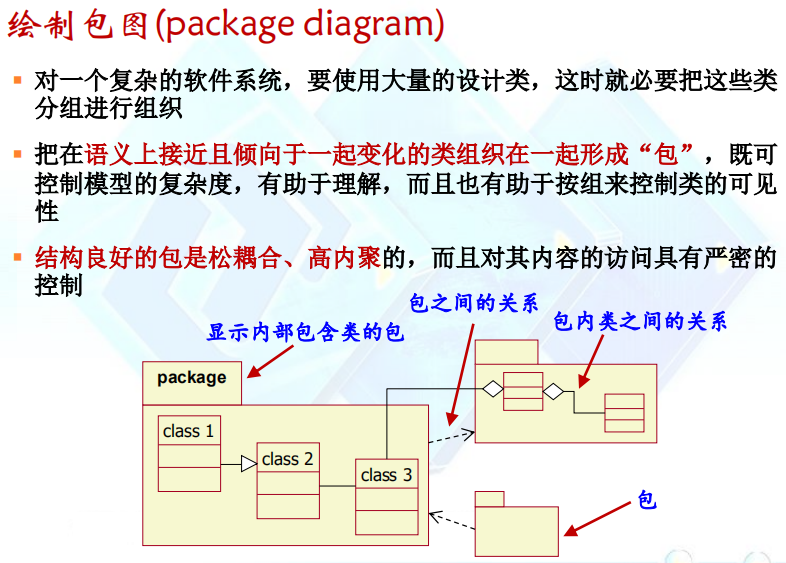 绘制包图(package diagram)
对一个复杂的软件系统，要使用大量的设计类，这时就必要把这些类
分组进行组织
把在语义上接近且倾向于一起变化的类组织在一起形成“包”，既可
控制模型的复杂度，有助于理解，而且也有助于按组来控制类的可见
性
结构良好的包是松耦合、高内聚的，而且对其内容的访问具有严密的
控制
包之间的关系
包内类之间的关系
显示内部包含类的包
package
class 1
class 2
class 3
包